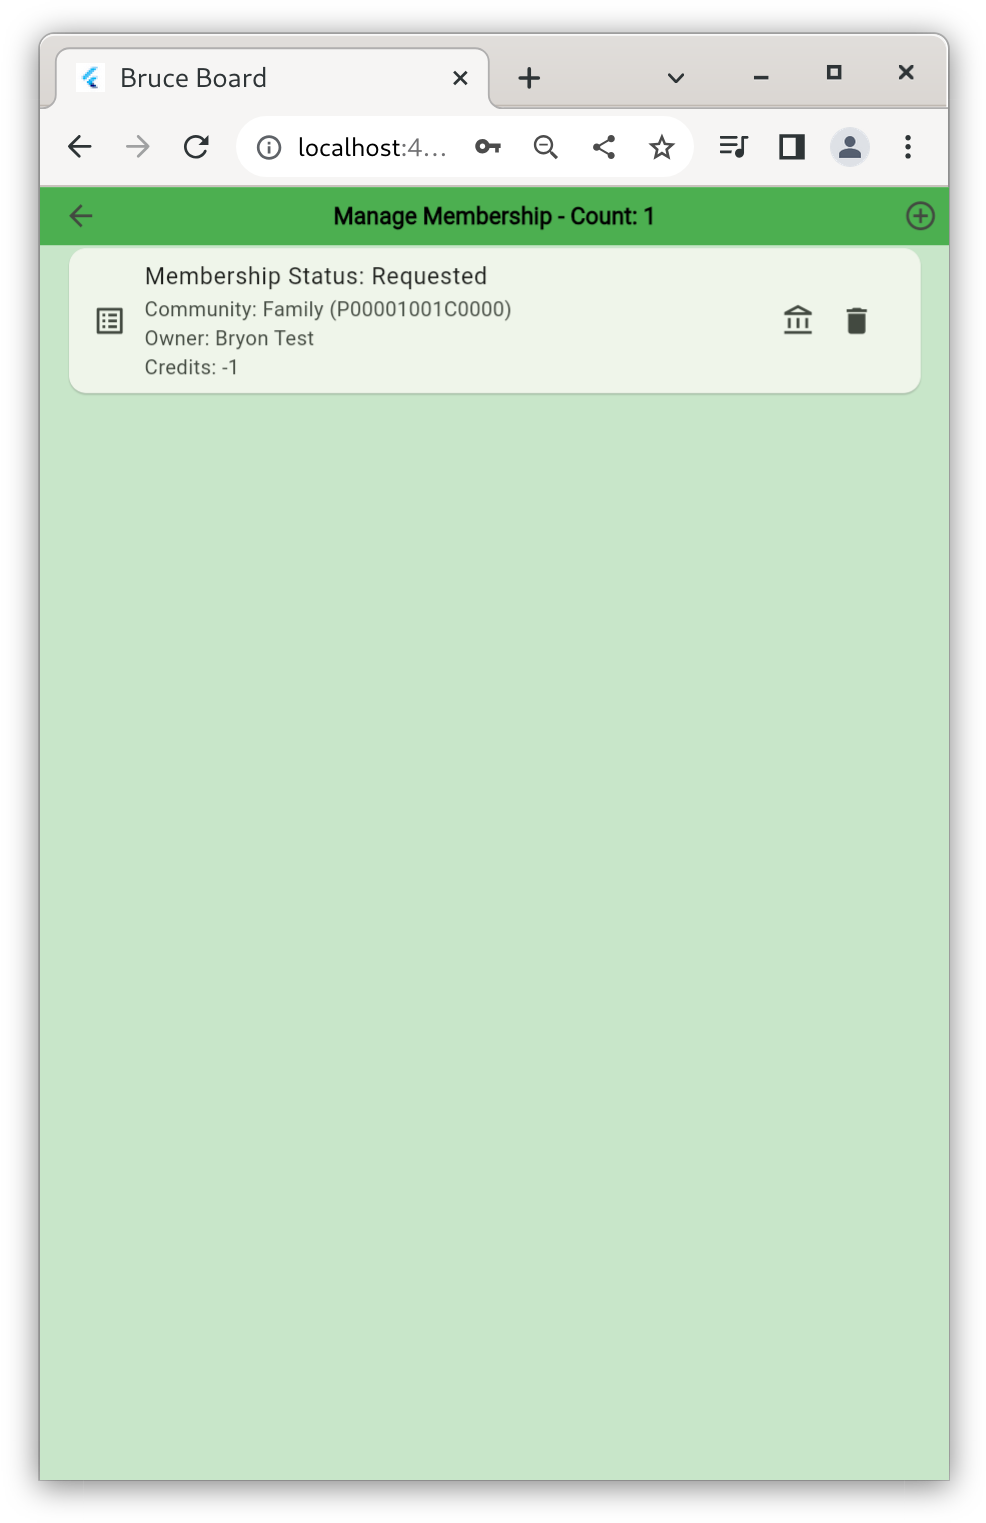 Bruce Board
localhost:4...
Manage Membership - Count: 1
Membership Status: Requested
Community: Family (P00001001C0000)
Owner: Bryon Test
Credits: -1